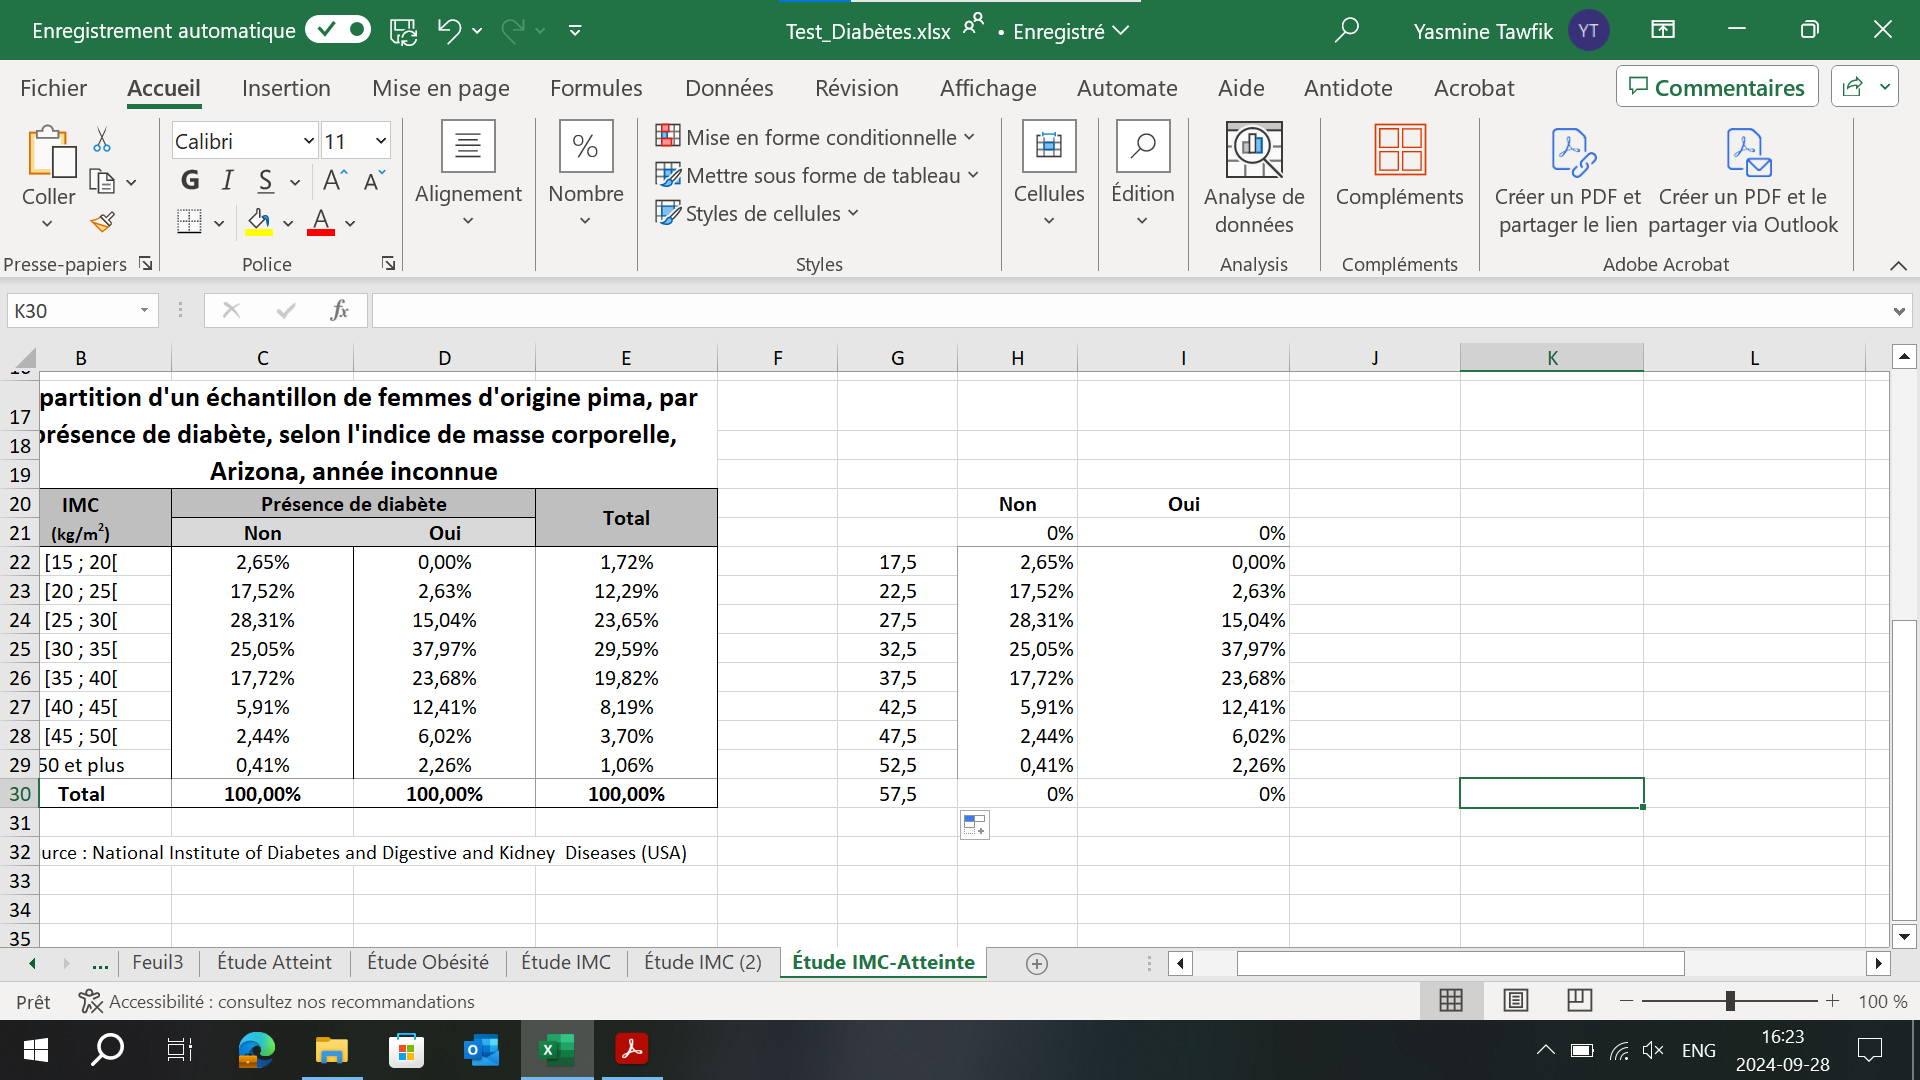 Enregistrement automatique
Test_Diabètes.xlsx • Enregistré
Yasmine Tawfik YT
Fichier Accueil Insertion Mise en page Formules Données Révision Affichage Automate Aide Antidote Acrobat Commentaires
Coller
Calibri 11
G I S A A
A
Alignement
%
Nombre
Mise en forme conditionnelle
Mettre sous forme de tableau
Styles de cellules
Cellules
Édition
Analyse de données
Compléments
Créer un PDF et partager le lien
Créer un PDF et le partager via Outlook
Presse-papiers Police Styles Analysis Compléments Adobe Acrobat
K30 fx
B C D E F G H I J K L
partition d'un échantillon de femmes d'origine pima, par
17
présence de diabète, selon l'indice de masse corporelle,
18
Arizona, année inconnue
19
20 IMC Présence de diabète Total Non Oui
21 (kg/m2) Non Oui 0% 0%
22 [15 ; 20[ 2,65% 0,00% 1,72% 17,5 2,65% 0,00%
23 [20 ; 25[ 17,52% 2,63% 12,29% 22,5 17,52% 2,63%
24 [25 ; 30[ 28,31% 15,04% 23,65% 27,5 28,31% 15,04%
25 [30 ; 35[ 25,05% 37,97% 29,59% 32,5 25,05% 37,97%
26 [35 ; 40[ 17,72% 23,68% 19,82% 37,5 17,72% 23,68%
27 [40 ; 45[ 5,91% 12,41% 8,19% 42,5 5,91% 12,41%
28 [45 ; 50[ 2,44% 6,02% 3,70% 47,5 2,44% 6,02%
29 50 et plus 0,41% 2,26% 1,06% 52,5 0,41% 2,26%
30 Total 100,00% 100,00% 100,00% 57,5 0% 0%
31
32 urce : National Institute of Diabetes and Digestive and Kidney Diseases (USA)
33
34
35
... Feuil3 Étude Atteint Étude Obésité Étude IMC Étude IMC (2) Étude IMC-Atteinte
Prêt Accessibilité : consultez nos recommandations 100 %
ENG 16:23
2024-09-28